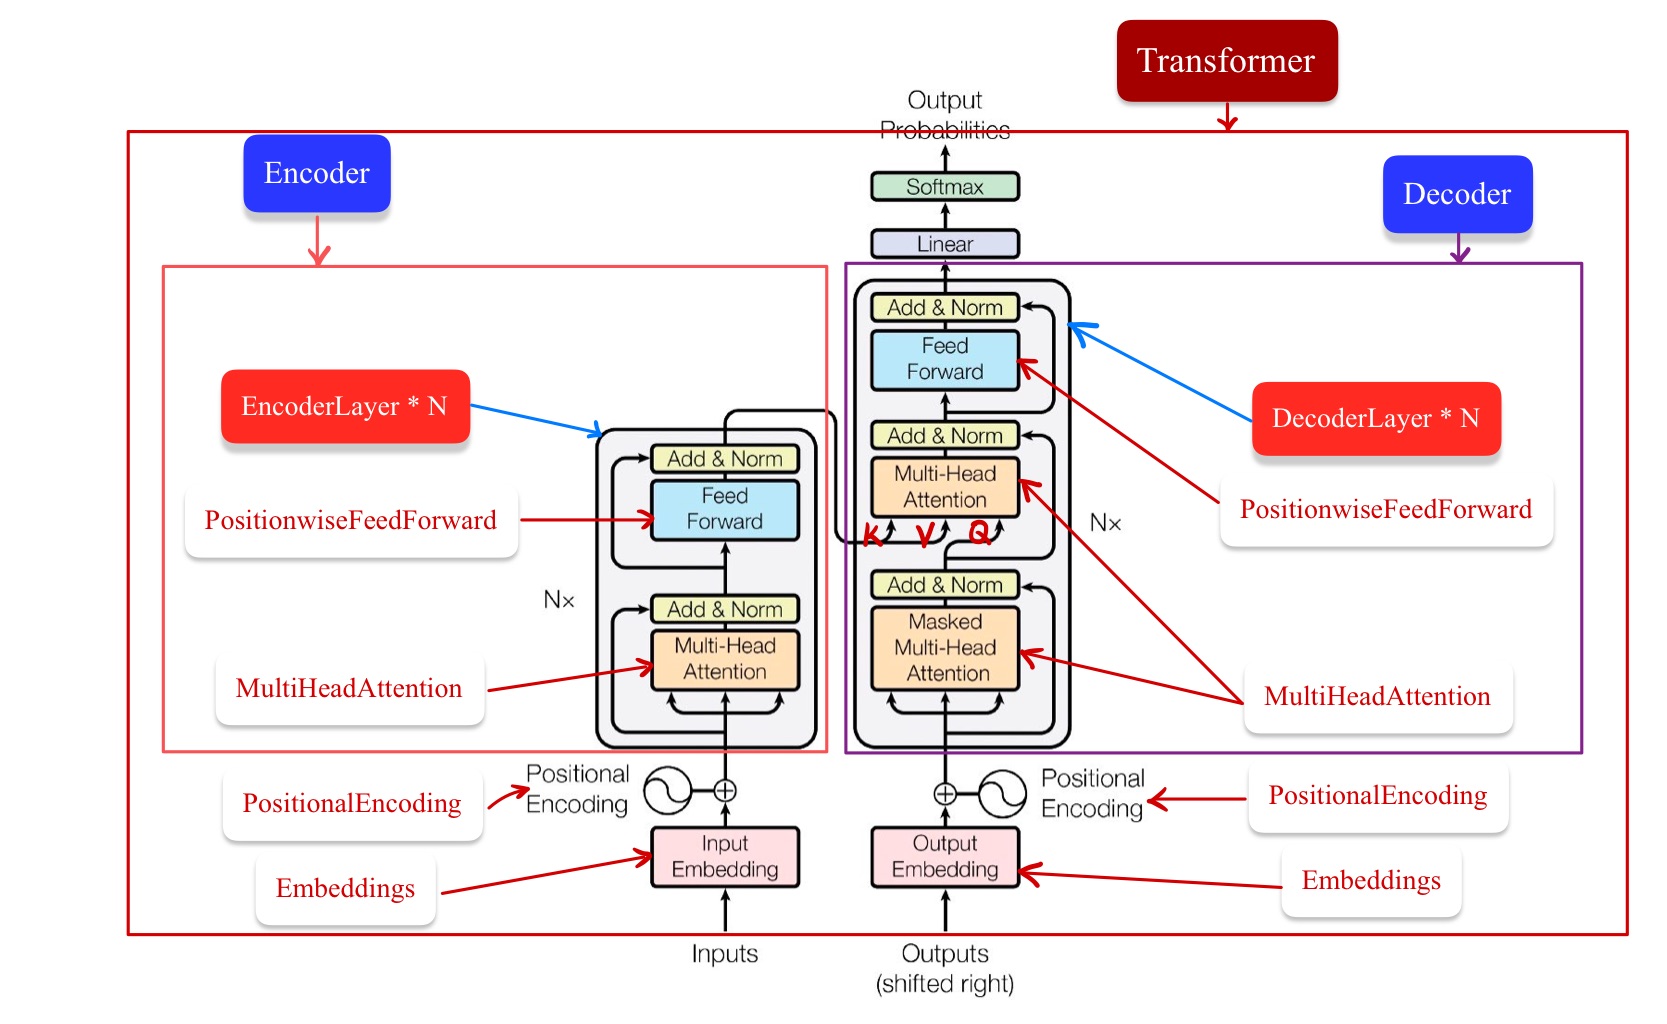 Transformer
Output
Probabilities
Encoder
Softmax
Decoder
Linear
Add & Norm
Feed
Forward
EncoderLayer * N
DecoderLayer * N
Add & Norm
Add & Norm
Multi-Head
Attention
Feed
Forward
PositionwiseFeedForward
PositionwiseFeedForward
K V Q
N×
N×
Add & Norm
Add & Norm
Masked
Multi-Head
Attention
Multi-Head
Attention
MultiHeadAttention
MultiHeadAttention
Positional
Encoding
Positional
Encoding
PositionalEncoding
PositionalEncoding
Input
Embedding
Output
Embedding
Embeddings
Embeddings
Inputs
Outputs
(shifted right)